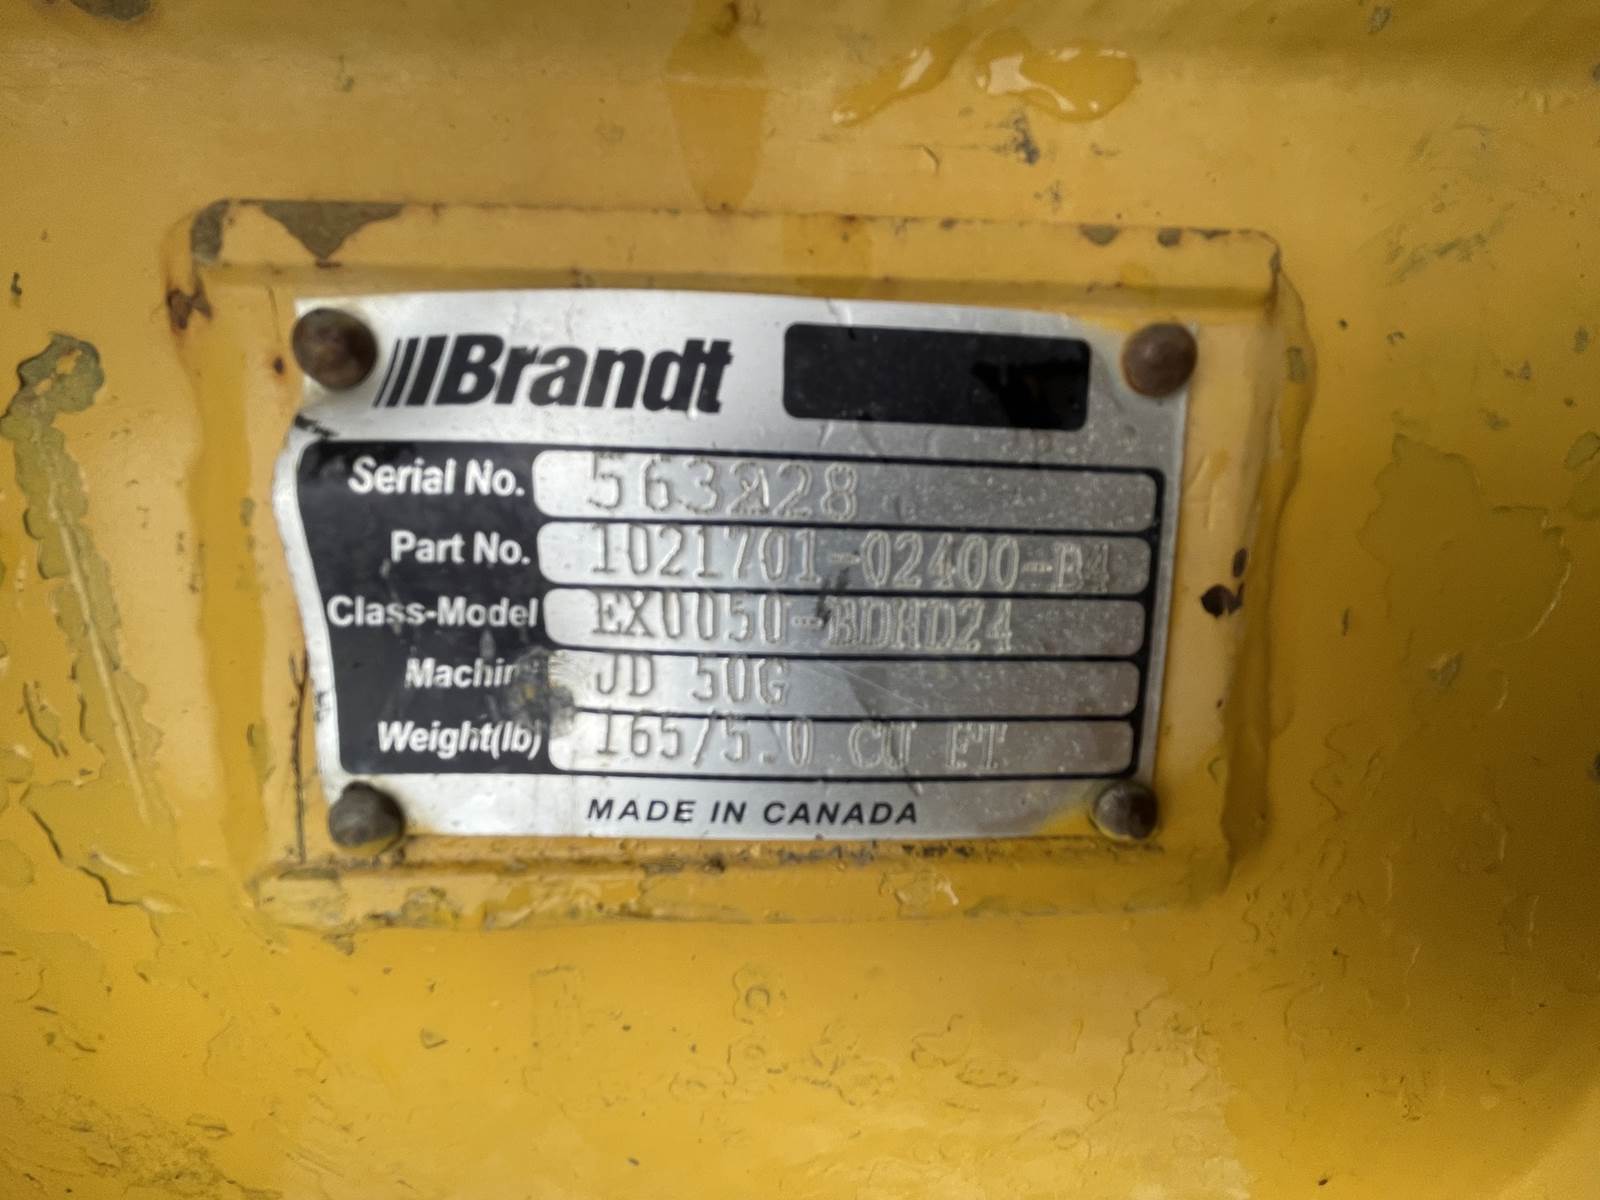 Brandt
Serial No. 563228
Part No. 1021701-02400-B4
Class-Model EX0050-BDHD24
JD 50G
Weight(lb) 165/5.0 CU FT
MADE IN CANADA